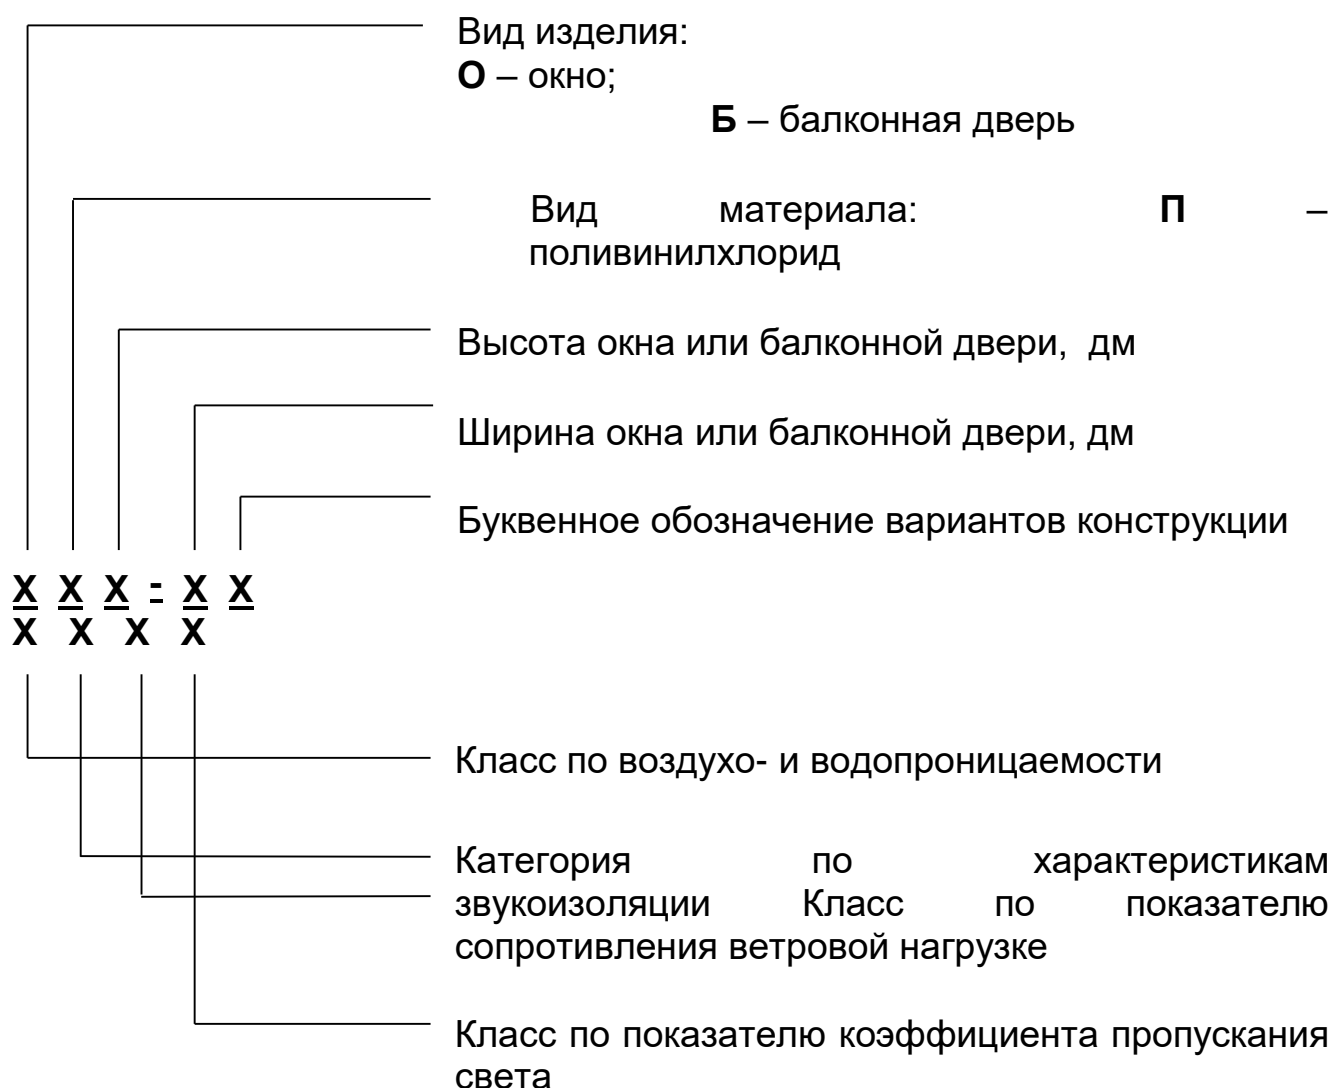 Вид изделия:
О – окно;
Б – балконная дверь
Вид материала: П –
поливинилхлорид
Высота окна или балконной двери, дм
Ширина окна или балконной двери, дм
Буквенное обозначение вариантов конструкции
Х Х Х - Х Х
Х Х Х Х
Класс по воздухо- и водопроницаемости
Категория по характеристикам
звукоизоляции Класс по показателю
сопротивления ветровой нагрузке
Класс по показателю коэффициента пропускания
света